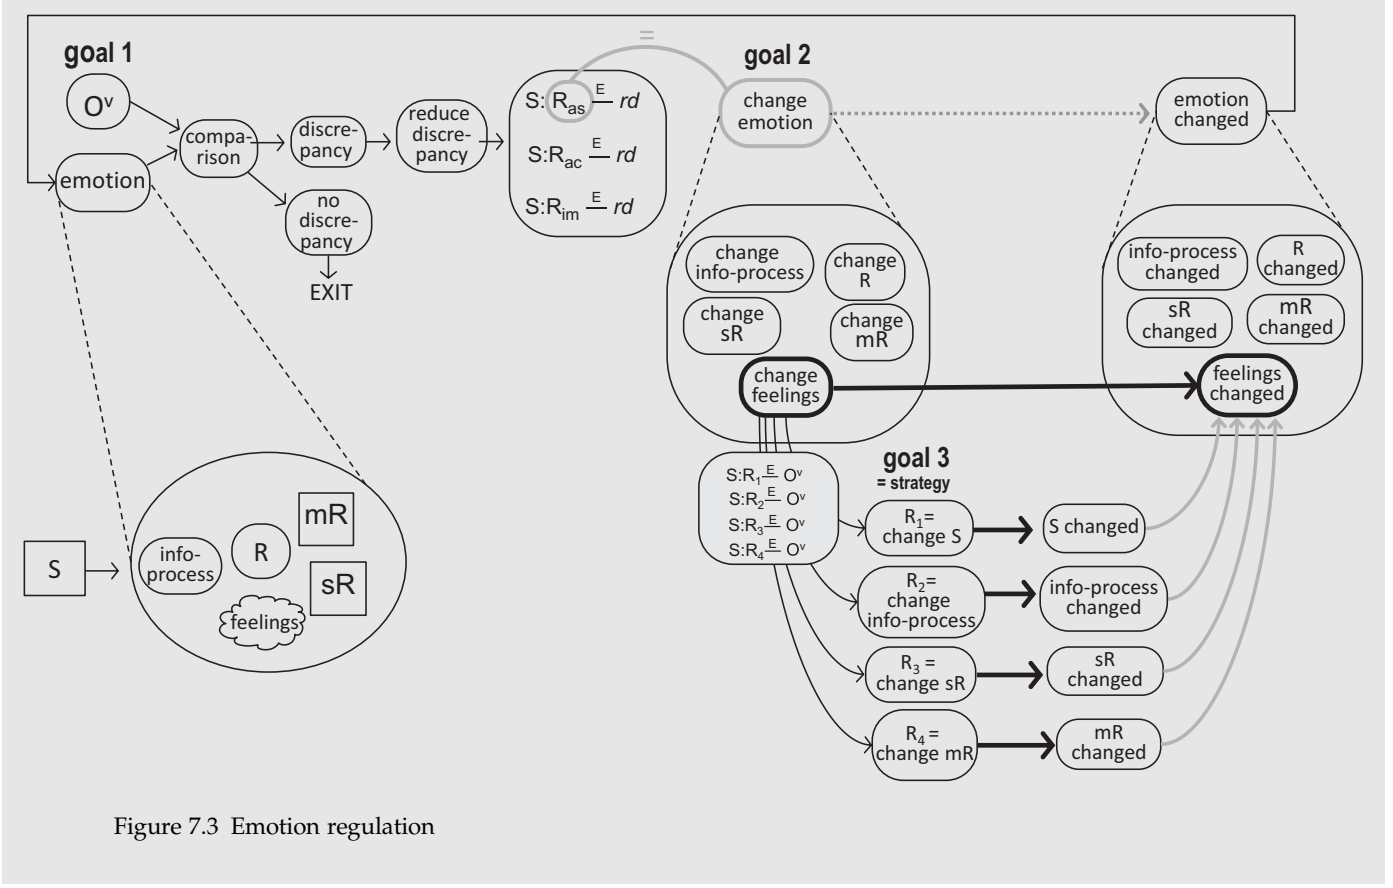 goal 1
Oᵛ
emotion
compa-
rison
discre-
pancy
no
discre-
pancy
EXIT
reduce
discre-
pancy
S:Ras E rd
S:Rac E rd
S:Rim E rd
=
goal 2
change
emotion
emotion
changed
change
info-process
change
R
change
sR
change
mR
change
feelings
info-process
changed
R
changed
sR
changed
mR
changed
feelings
changed
S
info-
process
R
mR
sR
feelings
S:R₁ E Oᵛ
S:R₂ E Oᵛ
S:R₃ E Oᵛ
S:R₄ E Oᵛ
goal 3
= strategy
R₁=
change S
S changed
R₂=
change
info-process
info-process
changed
R₃ =
change sR
sR
changed
R₄ =
change mR
mR
changed
Figure 7.3 Emotion regulation